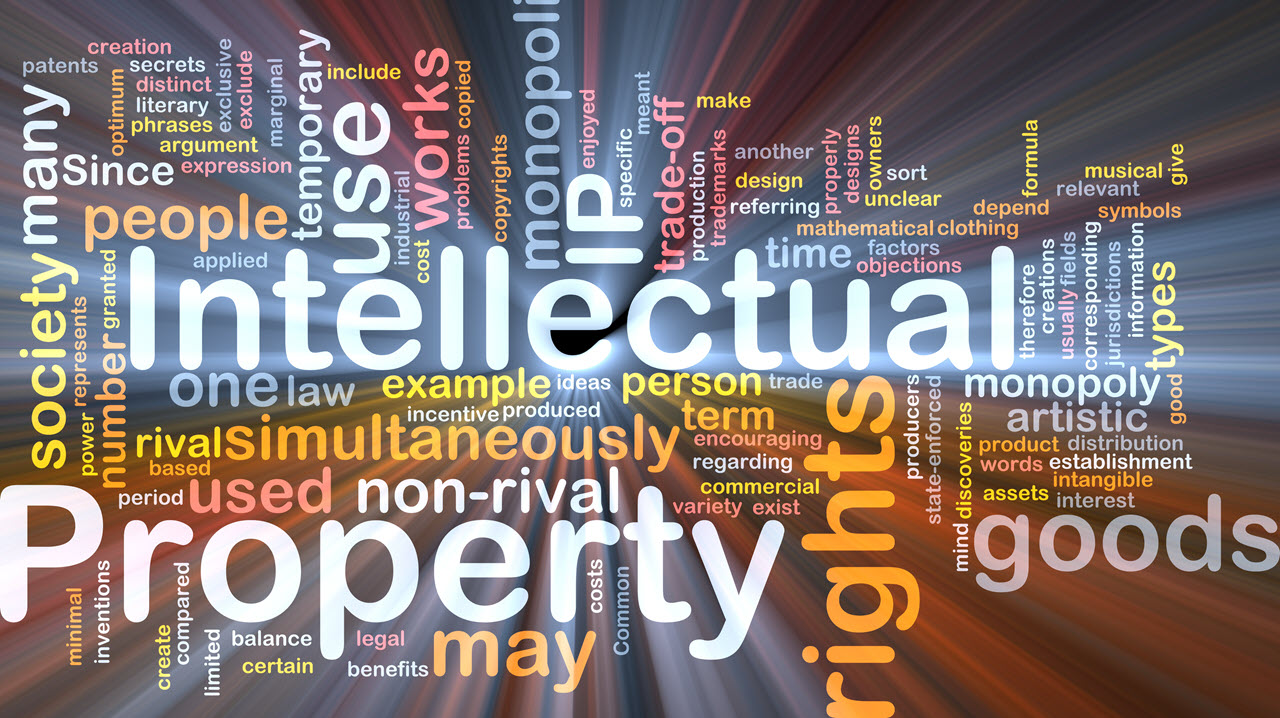 creation
patents
secrets
distinct
literary
phrases
argument
expression
optimum
exclusive
exclude
marginal
temporary
include
use
works
copied
problems
copyrights
industrial
cost
many
Since
people
applied
monopoli
enjoyed
IP
specific
meant
trade-off
make
production
trademarks
another
design
referring
properly
designs
owners
sort
unclear
mathematical
clothing
depend
formula
musical
give
relevant
symbols
time
factors
objections
therefore
creations
usually
fields
corresponding
jurisdictions
information
types
good
Intellectual
society
represents
granted
number
power
one
law
example
ideas
person
trade
incentive
produced
term
rival
simultaneously
encouraging
based
regarding
period
used
non-rival
commercial
variety
exist
rights
producers
state-enforced
discoveries
mind
monopoly
artistic
product
distribution
words
establishment
intangible
assets
interest
goods
Property
minimal
inventions
create
compared
limited
balance
certain
legal
benefits
may
costs
Common